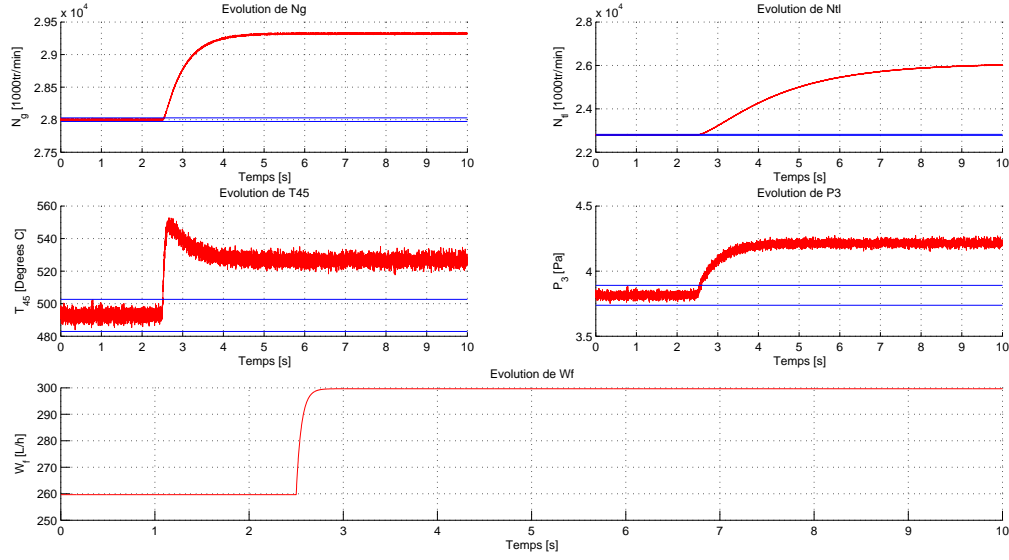 Evolution de Ng
x 10^4
2.95
2.9
2.85
2.8
2.75
N_g [1000tr/min]
0 1 2 3 4 5 6 7 8 9 10
Temps [s]
Evolution de Ntl
x 10^4
2.8
2.6
2.4
2.2
N_tl [1000tr/min]
0 1 2 3 4 5 6 7 8 9 10
Temps [s]
Evolution de T45
560
540
520
500
480
T_45 [Degrees C]
0 1 2 3 4 5 6 7 8 9 10
Temps [s]
Evolution de P3
4.5
4
3.5
P_3 [Pa]
0 1 2 3 4 5 6 7 8 9 10
Temps [s]
Evolution de Wf
300
290
280
270
260
250
W_f [L/h]
0 1 2 3 4 5 6 7 8 9 10
Temps [s]